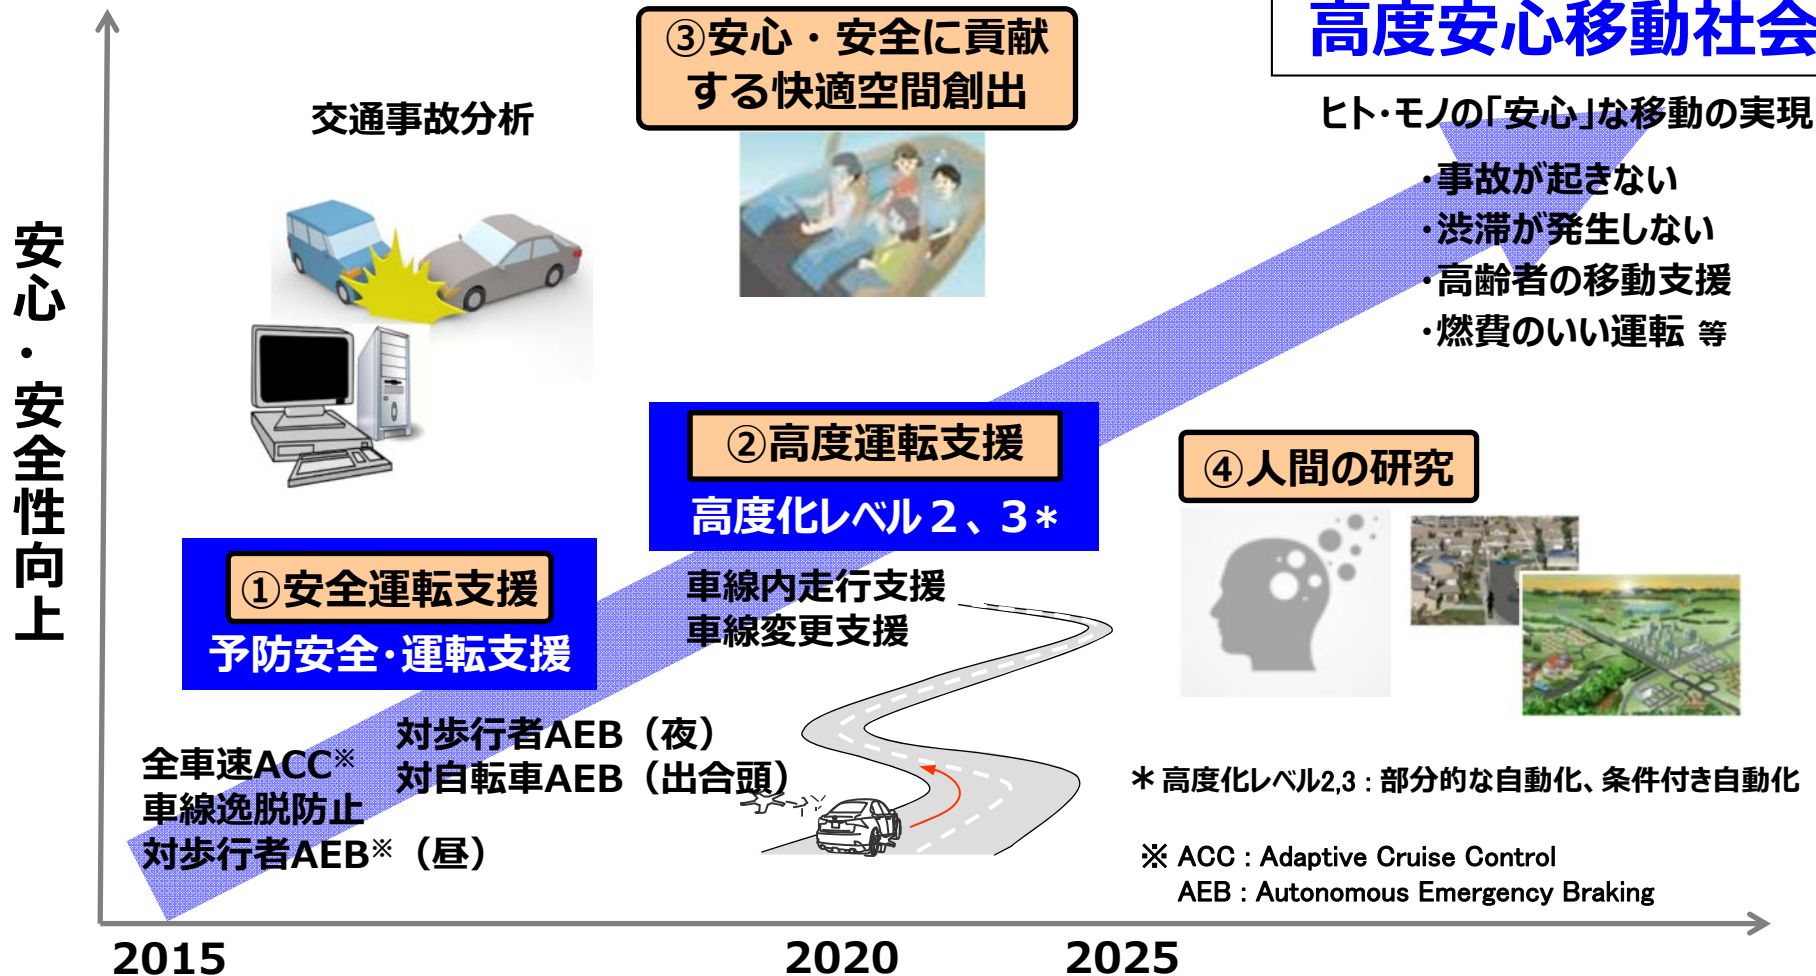 高度安心移動社会
③安心・安全に貢献
する快適空間創出
交通事故分析
ヒト・モノの「安心」な移動の実現
・事故が起きない
・渋滞が発生しない
・高齢者の移動支援
・燃費のいい運転 等
安心・安全性向上
②高度運転支援
高度化レベル２、３＊
④人間の研究
①安全運転支援
予防安全・運転支援
車線内走行支援
車線変更支援
対歩行者AEB（夜）
対自転車AEB（出合頭）
全車速ACC※
車線逸脱防止
対歩行者AEB※（昼）
＊高度化レベル2,3：部分的な自動化、条件付き自動化
※ ACC : Adaptive Cruise Control
AEB : Autonomous Emergency Braking
2015
2020
2025